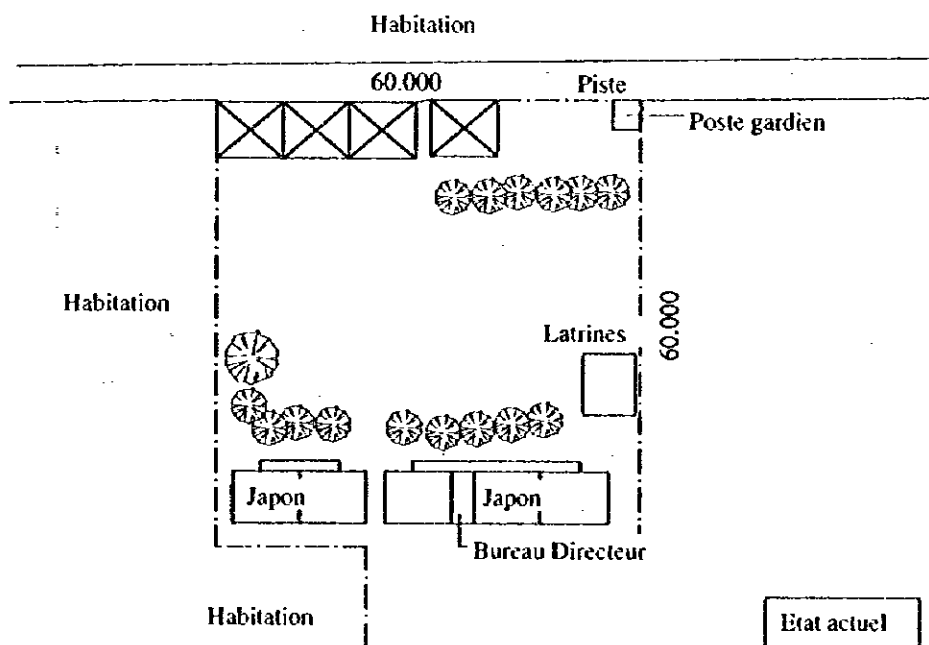 Habitation
60.000
Piste
Poste gardien
Habitation
60.000
Latrines
Japon
Japon
Bureau Directeur
Habitation
Etat actuel